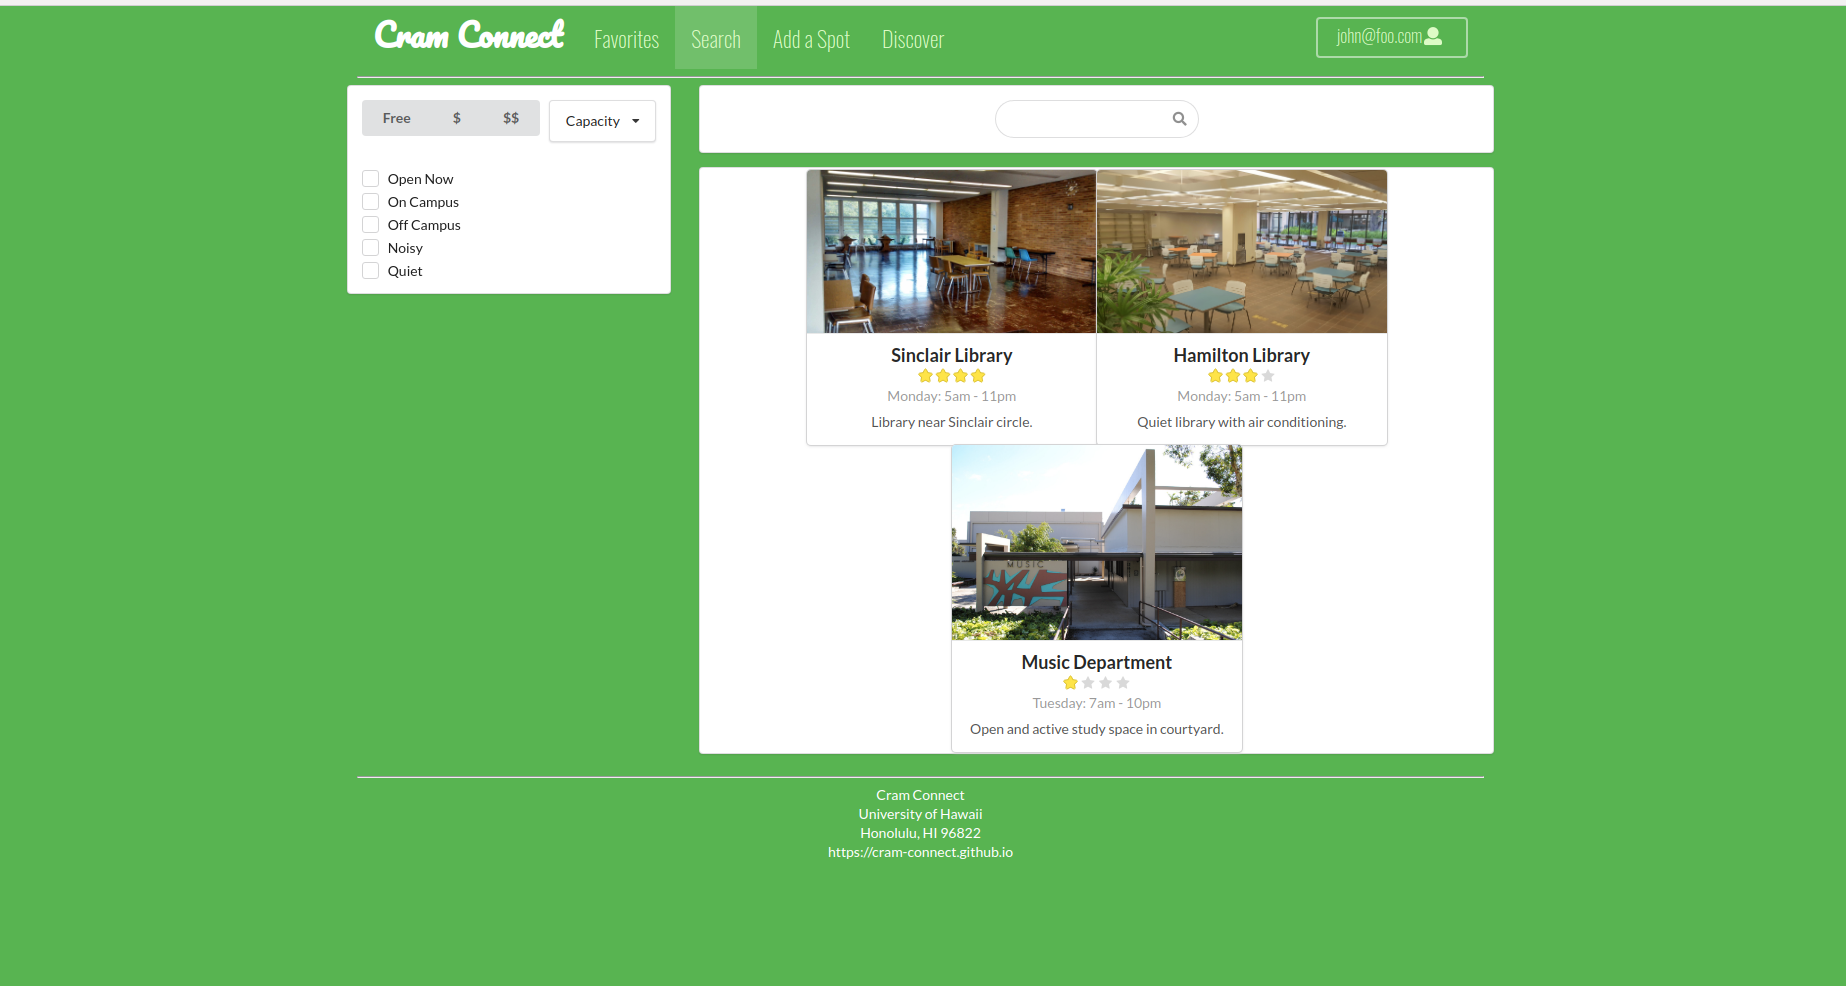 Cram Connect Favorites Search Add a Spot Discover john@foo.com
Free $ $$ Capacity
Open Now
On Campus
Off Campus
Noisy
Quiet
Sinclair Library
Monday: 5am - 11pm
Library near Sinclair circle.
Hamilton Library
Monday: 5am - 11pm
Quiet library with air conditioning.
MUSIC
Music Department
Tuesday: 7am - 10pm
Open and active study space in courtyard.
Cram Connect
University of Hawaii
Honolulu, HI 96822
https://cram-connect.github.io